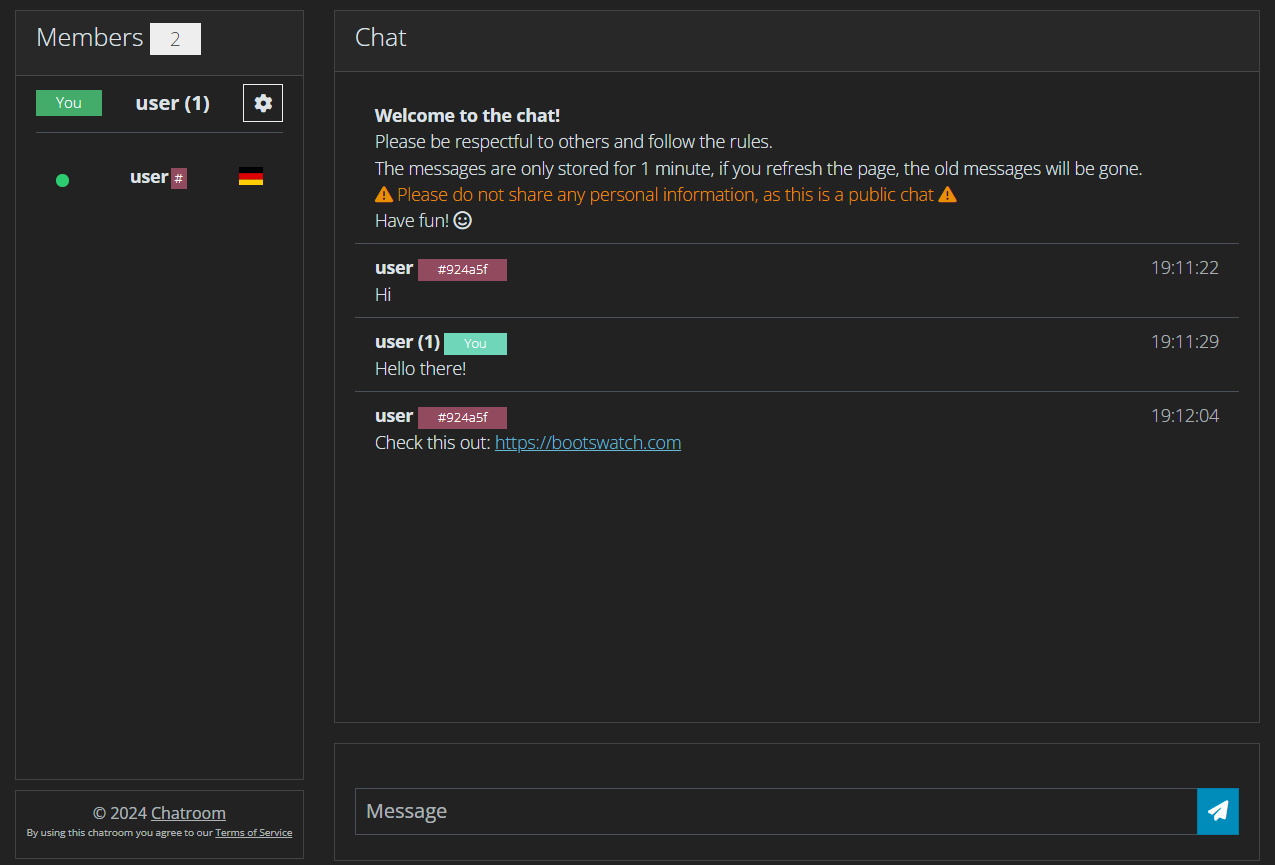 Members 2
You user (1)
user #
© 2024 Chatroom
By using this chatroom you agree to our Terms of Service
Chat
Welcome to the chat!
Please be respectful to others and follow the rules.
The messages are only stored for 1 minute, if you refresh the page, the old messages will be gone.
Please do not share any personal information, as this is a public chat
Have fun!
user #924a5f 19:11:22
Hi
user (1) You 19:11:29
Hello there!
user #924a5f 19:12:04
Check this out: https://bootswatch.com
Message